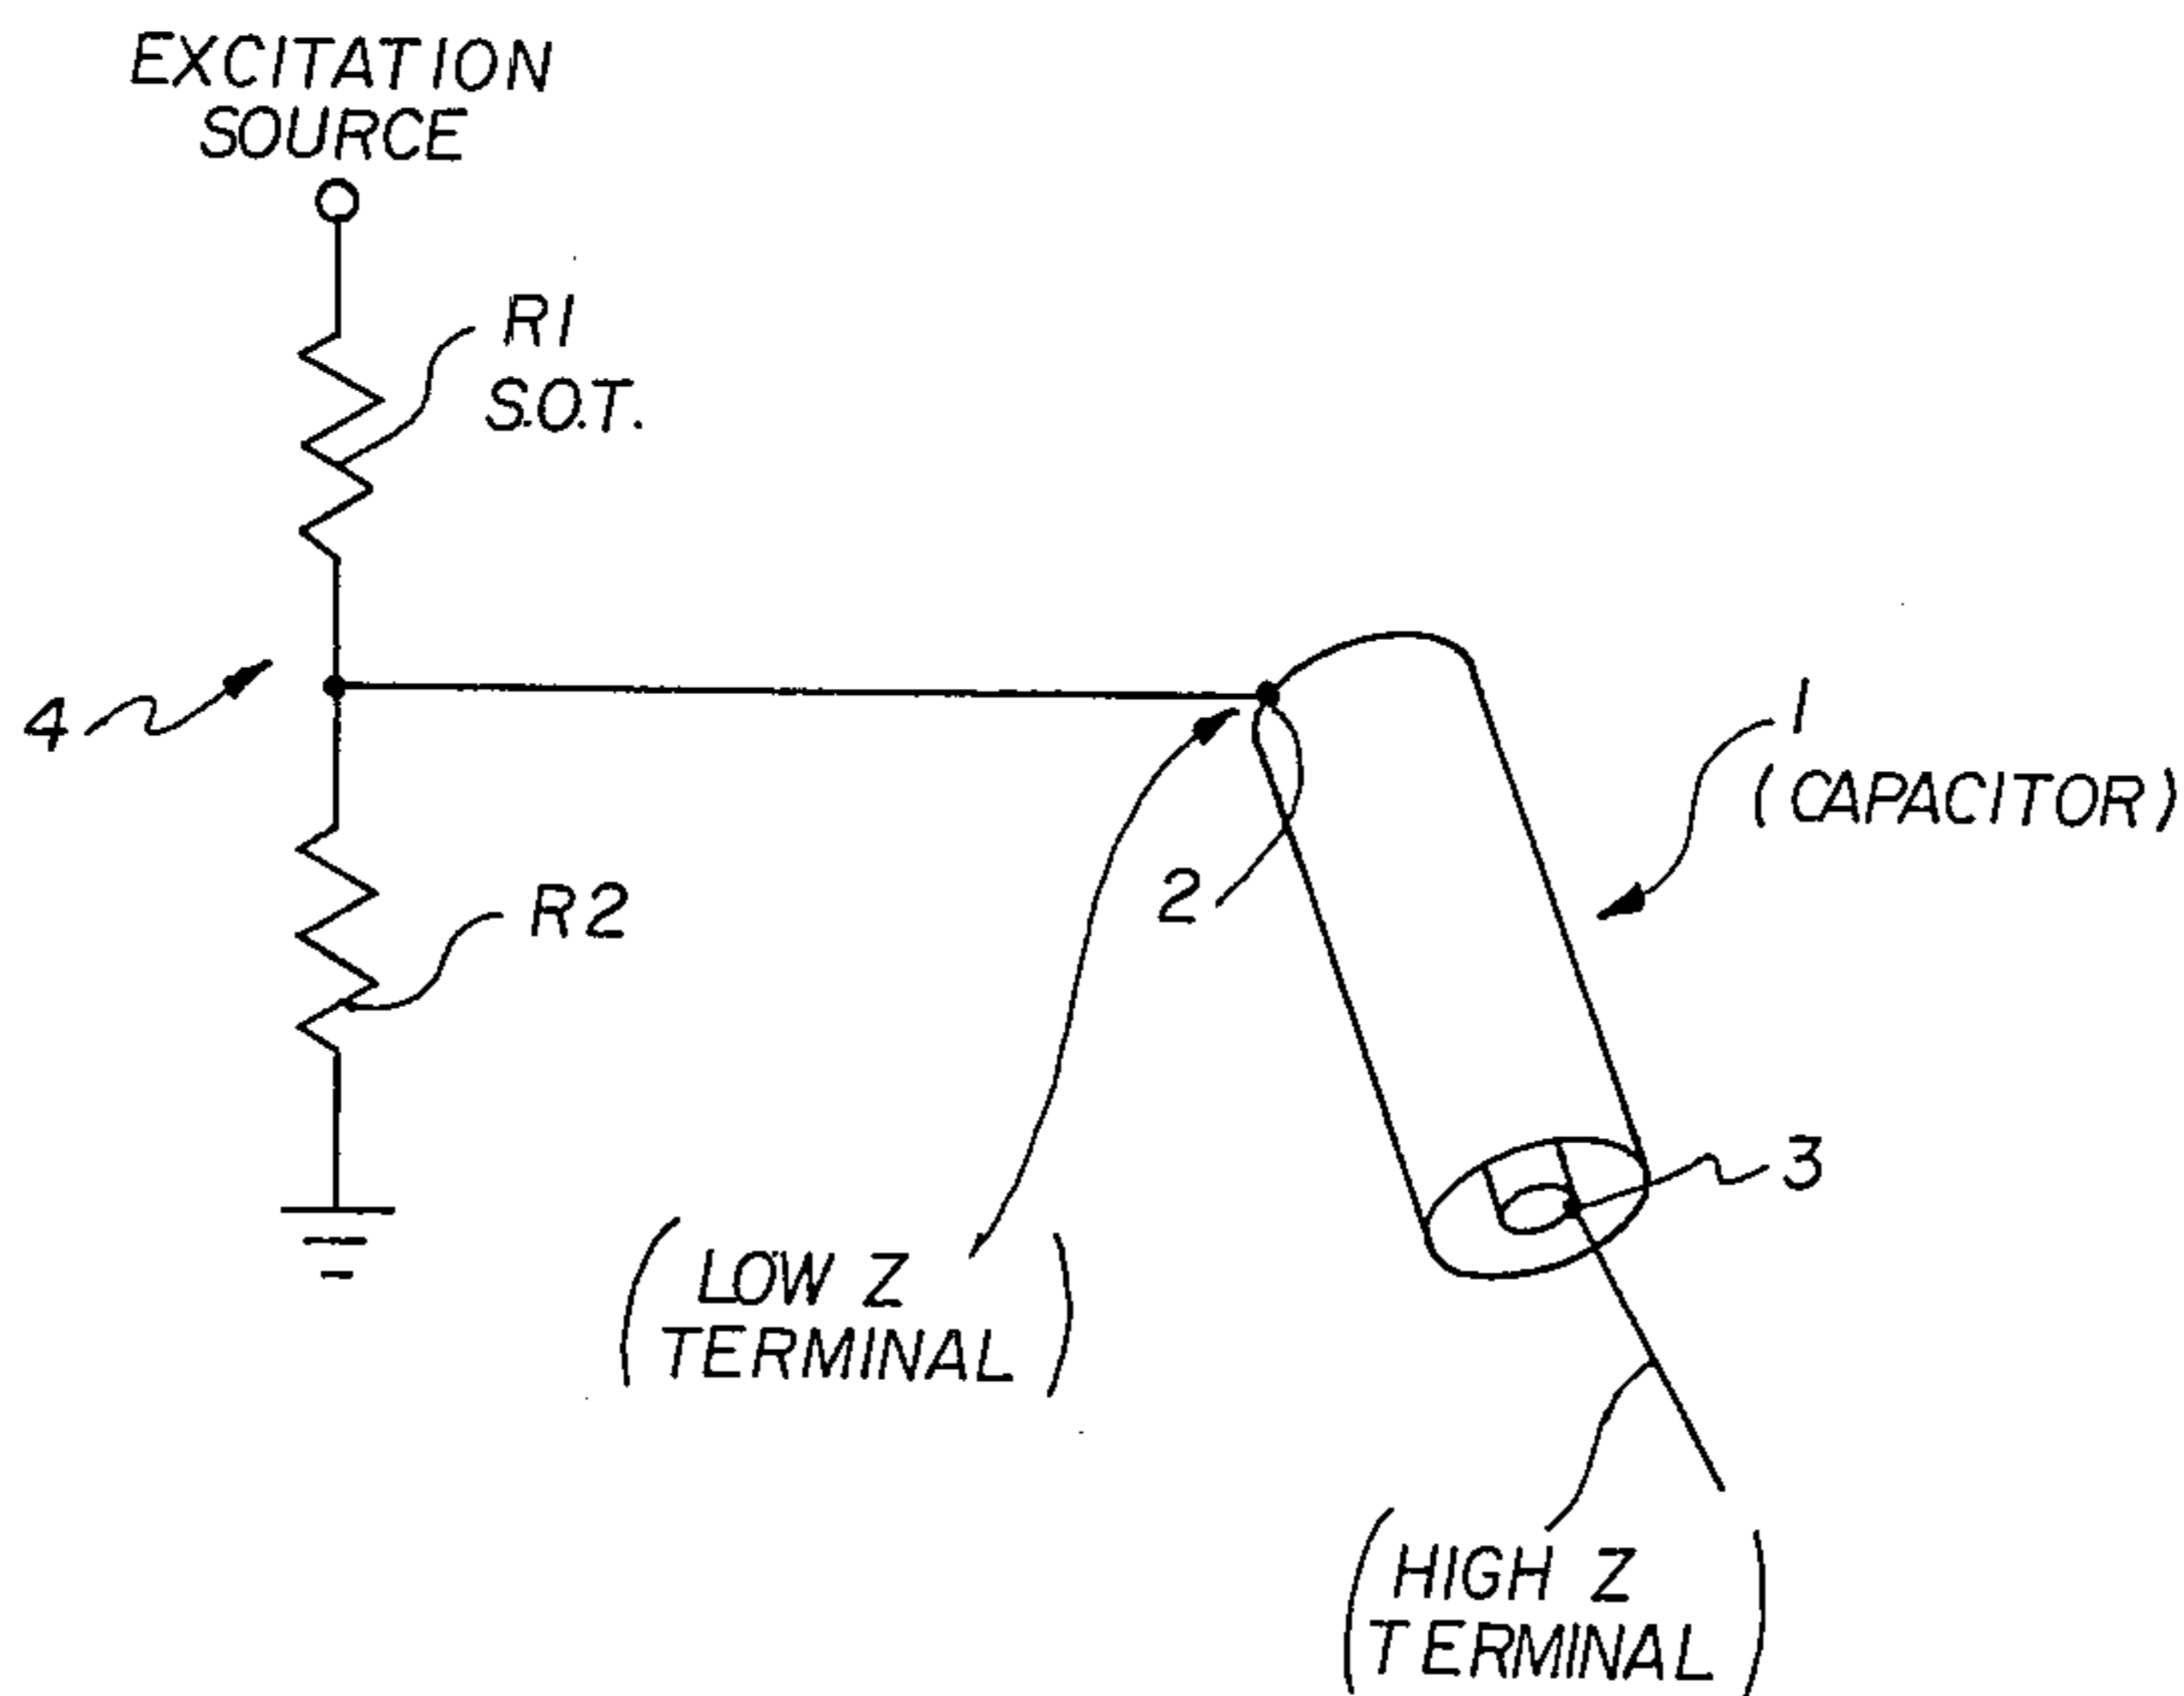 EXCITATION
SOURCE
R1
S.O.T.
4
1
(CAPACITOR)
2
R2
3
(LOW Z
TERMINAL)
(HIGH Z
TERMINAL)